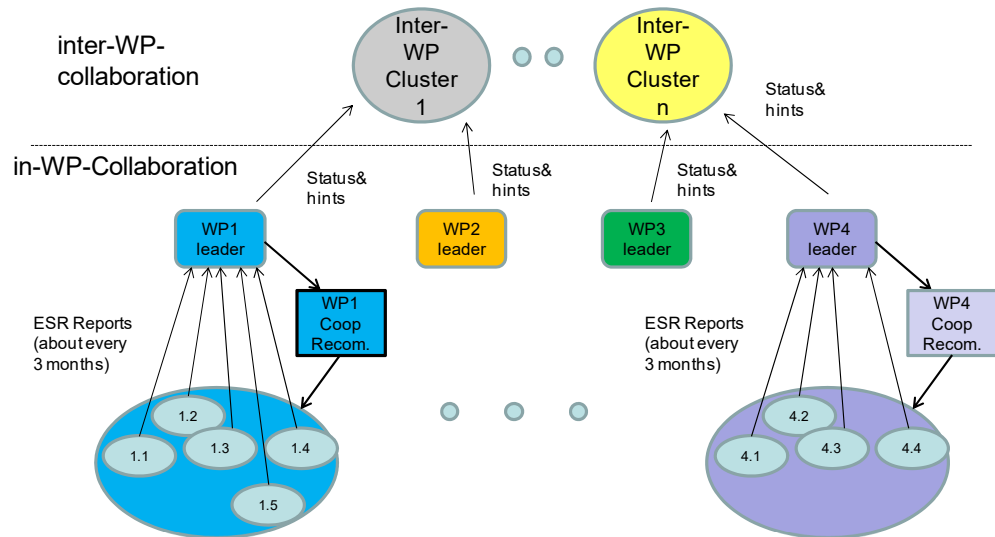 inter-WP-
collaboration
Inter-
WP
Cluster
1
Inter-
WP
Cluster
n
Status&
hints
in-WP-Collaboration
Status&
hints
Status&
hints
Status&
hints
WP1
leader
WP2
leader
WP3
leader
WP4
leader
ESR Reports
(about every
3 months)
WP1
Coop
Recom.
ESR Reports
(about every
3 months)
WP4
Coop
Recom.
1.1
1.2
1.3
1.4
1.5
4.1
4.2
4.3
4.4